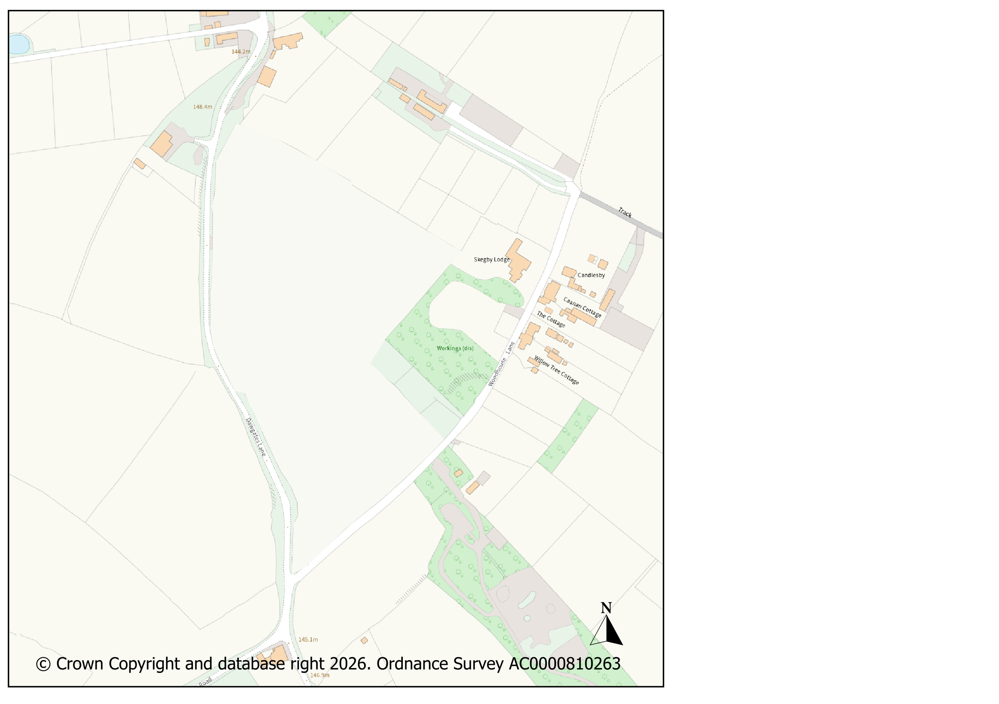 144.2m
148.4m
Track
Skegby Lodge
Candlesby
Caanan Cottage
The Cottage
Workings (dis)
Woodhouse Lane
Willow Tree Cottage
Dawgates Lane
N
145.1m
© Crown Copyright and database right 2026. Ordnance Survey AC0000810263
146.9m
Road